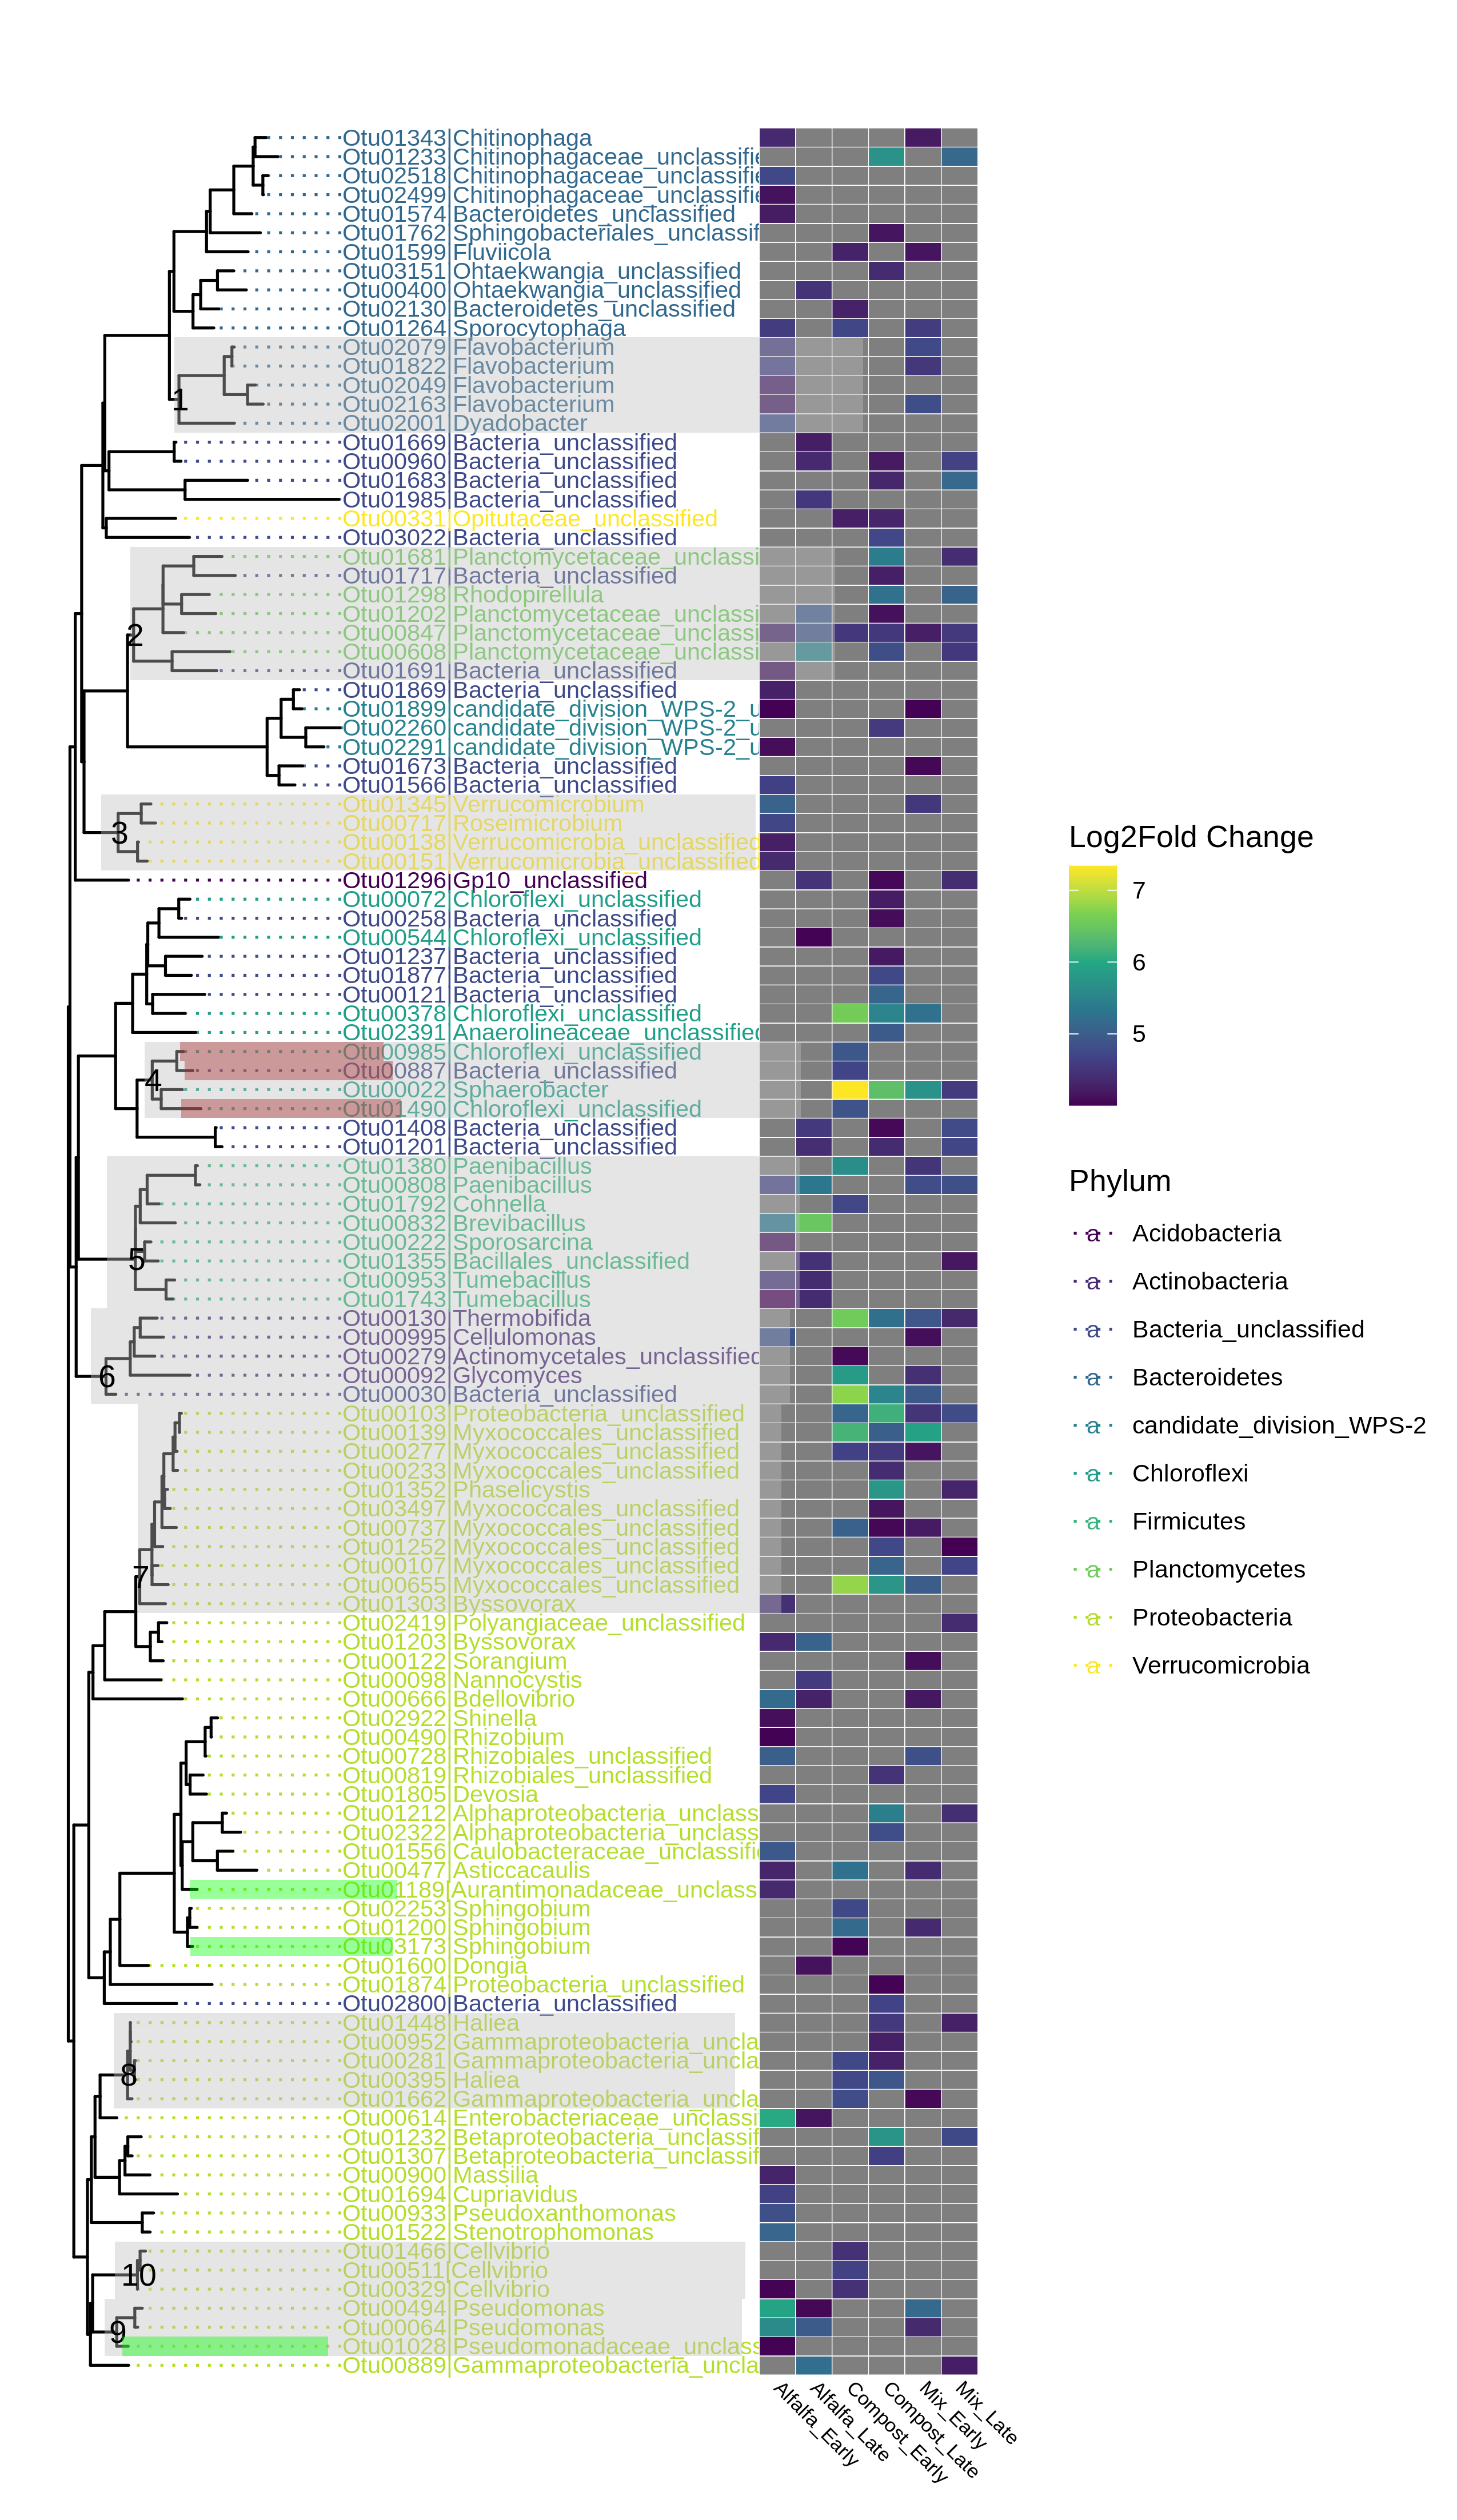 Otu01343|Chitinophaga
Otu01233|Chitinophagaceae_unclassifie
Otu02518|Chitinophagaceae_unclassifie
Otu02499|Chitinophagaceae_unclassifie
Otu01574|Bacteroidetes_unclassified
Otu01762|Sphingobacteriales_unclassif
Otu01599|Fluviicola
Otu03151|Ohtaekwangia_unclassified
Otu00400|Ohtaekwangia_unclassified
Otu02130|Bacteroidetes_unclassified
Otu01264|Sporocytophaga
Otu02079|Flavobacterium
Otu01822|Flavobacterium
Otu02049|Flavobacterium
1
Otu02163|Flavobacterium
Otu02001|Dyadobacter
Otu01669|Bacteria_unclassified
Otu00960|Bacteria_unclassified
Otu01683|Bacteria_unclassified
Otu01985|Bacteria_unclassified
Otu00331|Opitutaceae_unclassified
Otu03022|Bacteria_unclassified
Otu01681|Planctomycetaceae_unclassi
Otu01717|Bacteria_unclassified
Otu01298|Rhodopirellula
Otu01202|Planctomycetaceae_unclassi
2
Otu00847|Planctomycetaceae_unclassi
Otu00608|Planctomycetaceae_unclassi
Otu01691|Bacteria_unclassified
Otu01869|Bacteria_unclassified
Otu01899|candidate_division_WPS-2_u
Otu02260|candidate_division_WPS-2_u
Otu02291|candidate_division_WPS-2_u
Otu01673|Bacteria_unclassified
Otu01566|Bacteria_unclassified
Otu01345|Verrucomicrobium
Otu00717|Roseimicrobium
3
Otu00138|Verrucomicrobia_unclassified
Otu00151|Verrucomicrobia_unclassified
Otu01296|Gp10_unclassified
Otu00072|Chloroflexi_unclassified
Otu00258|Bacteria_unclassified
Otu00544|Chloroflexi_unclassified
Otu01237|Bacteria_unclassified
Otu01877|Bacteria_unclassified
Otu00121|Bacteria_unclassified
Otu00378|Chloroflexi_unclassified
Otu02391|Anaerolineaceae_unclassified
Otu00985|Chloroflexi_unclassified
Otu00887|Bacteria_unclassified
4
Otu00022|Sphaerobacter
Otu01490|Chloroflexi_unclassified
Otu01408|Bacteria_unclassified
Otu01201|Bacteria_unclassified
Otu01380|Paenibacillus
Otu00808|Paenibacillus
Otu01792|Cohnella
Otu00832|Brevibacillus
Otu00222|Sporosarcina
5
Otu01355|Bacillales_unclassified
Otu00953|Tumebacillus
Otu01743|Tumebacillus
Otu00130|Thermobifida
Otu00995|Cellulomonas
Otu00279|Actinomycetales_unclassified
6
Otu00092|Glycomyces
Otu00030|Bacteria_unclassified
Otu00103|Proteobacteria_unclassified
Otu00139|Myxococcales_unclassified
Otu00277|Myxococcales_unclassified
Otu00233|Myxococcales_unclassified
Otu01352|Phaselicystis
Otu03497|Myxococcales_unclassified
Otu00737|Myxococcales_unclassified
Otu01252|Myxococcales_unclassified
Otu00107|Myxococcales_unclassified
7
Otu00655|Myxococcales_unclassified
Otu01303|Byssovorax
Otu02419|Polyangiaceae_unclassified
Otu01203|Byssovorax
Otu00122|Sorangium
Otu00098|Nannocystis
Otu00666|Bdellovibrio
Otu02922|Shinella
Otu00490|Rhizobium
Otu00728|Rhizobiales_unclassified
Otu00819|Rhizobiales_unclassified
Otu01805|Devosia
Otu01212|Alphaproteobacteria_unclass
Otu02322|Alphaproteobacteria_unclass
Otu01556|Caulobacteraceae_unclassifie
Otu00477|Asticcacaulis
Otu01189|Aurantimonadaceae_unclass
Otu02253|Sphingobium
Otu01200|Sphingobium
Otu03173|Sphingobium
Otu01600|Dongia
Otu01874|Proteobacteria_unclassified
Otu02800|Bacteria_unclassified
Otu01448|Haliea
Otu00952|Gammaproteobacteria_uncla
Otu00281|Gammaproteobacteria_uncla
8
Otu00395|Haliea
Otu01662|Gammaproteobacteria_uncla
Otu00614|Enterobacteriaceae_unclassi
Otu01232|Betaproteobacteria_unclassif
Otu01307|Betaproteobacteria_unclassif
Otu00900|Massilia
Otu01694|Cupriavidus
Otu00933|Pseudoxanthomonas
Otu01522|Stenotrophomonas
Otu01466|Cellvibrio
Otu00511|Cellvibrio
10
Otu00329|Cellvibrio
Otu00494|Pseudomonas
Otu00064|Pseudomonas
9
Otu01028|Pseudomonadaceae_unclass
Otu00889|Gammaproteobacteria_uncla
Alfalfa_Early
Alfalfa_Late
Compost_Early
Compost_Late
Mix_Early
Mix_Late
Log2Fold Change
7
6
5
Phylum
a Acidobacteria
a Actinobacteria
a Bacteria_unclassified
a Bacteroidetes
a candidate_division_WPS-2
a Chloroflexi
a Firmicutes
a Planctomycetes
a Proteobacteria
a Verrucomicrobia